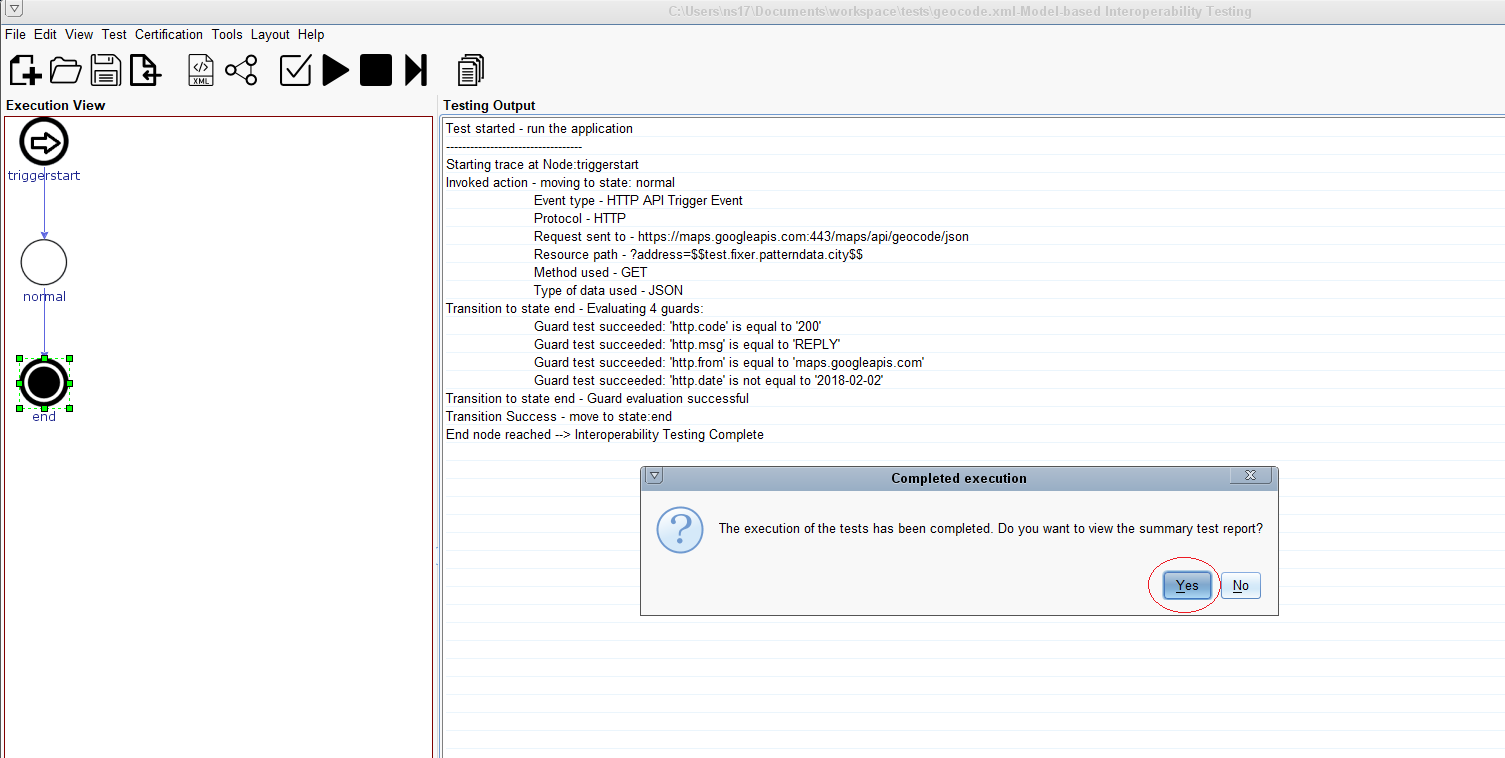 C:\Users\ns17\Documents\workspace\tests\geocode.xml-Model-based Interoperability Testing
File Edit View Test Certification Tools Layout Help
</>
XML
Execution View
Testing Output
triggerstart
normal
end
Test started - run the application
----------------------------------
Starting trace at Node:triggerstart
Invoked action - moving to state: normal
Event type - HTTP API Trigger Event
Protocol - HTTP
Request sent to - https://maps.googleapis.com:443/maps/api/geocode/json
Resource path - ?address=$$test.fixer.patterndata.city$$
Method used - GET
Type of data used - JSON
Transition to state end - Evaluating 4 guards:
Guard test succeeded: 'http.code' is equal to '200'
Guard test succeeded: 'http.msg' is equal to 'REPLY'
Guard test succeeded: 'http.from' is equal to 'maps.googleapis.com'
Guard test succeeded: 'http.date' is not equal to '2018-02-02'
Transition to state end - Guard evaluation successful
Transition Success - move to state:end
End node reached --> Interoperability Testing Complete
Completed execution
?
The execution of the tests has been completed. Do you want to view the summary test report?
Yes No